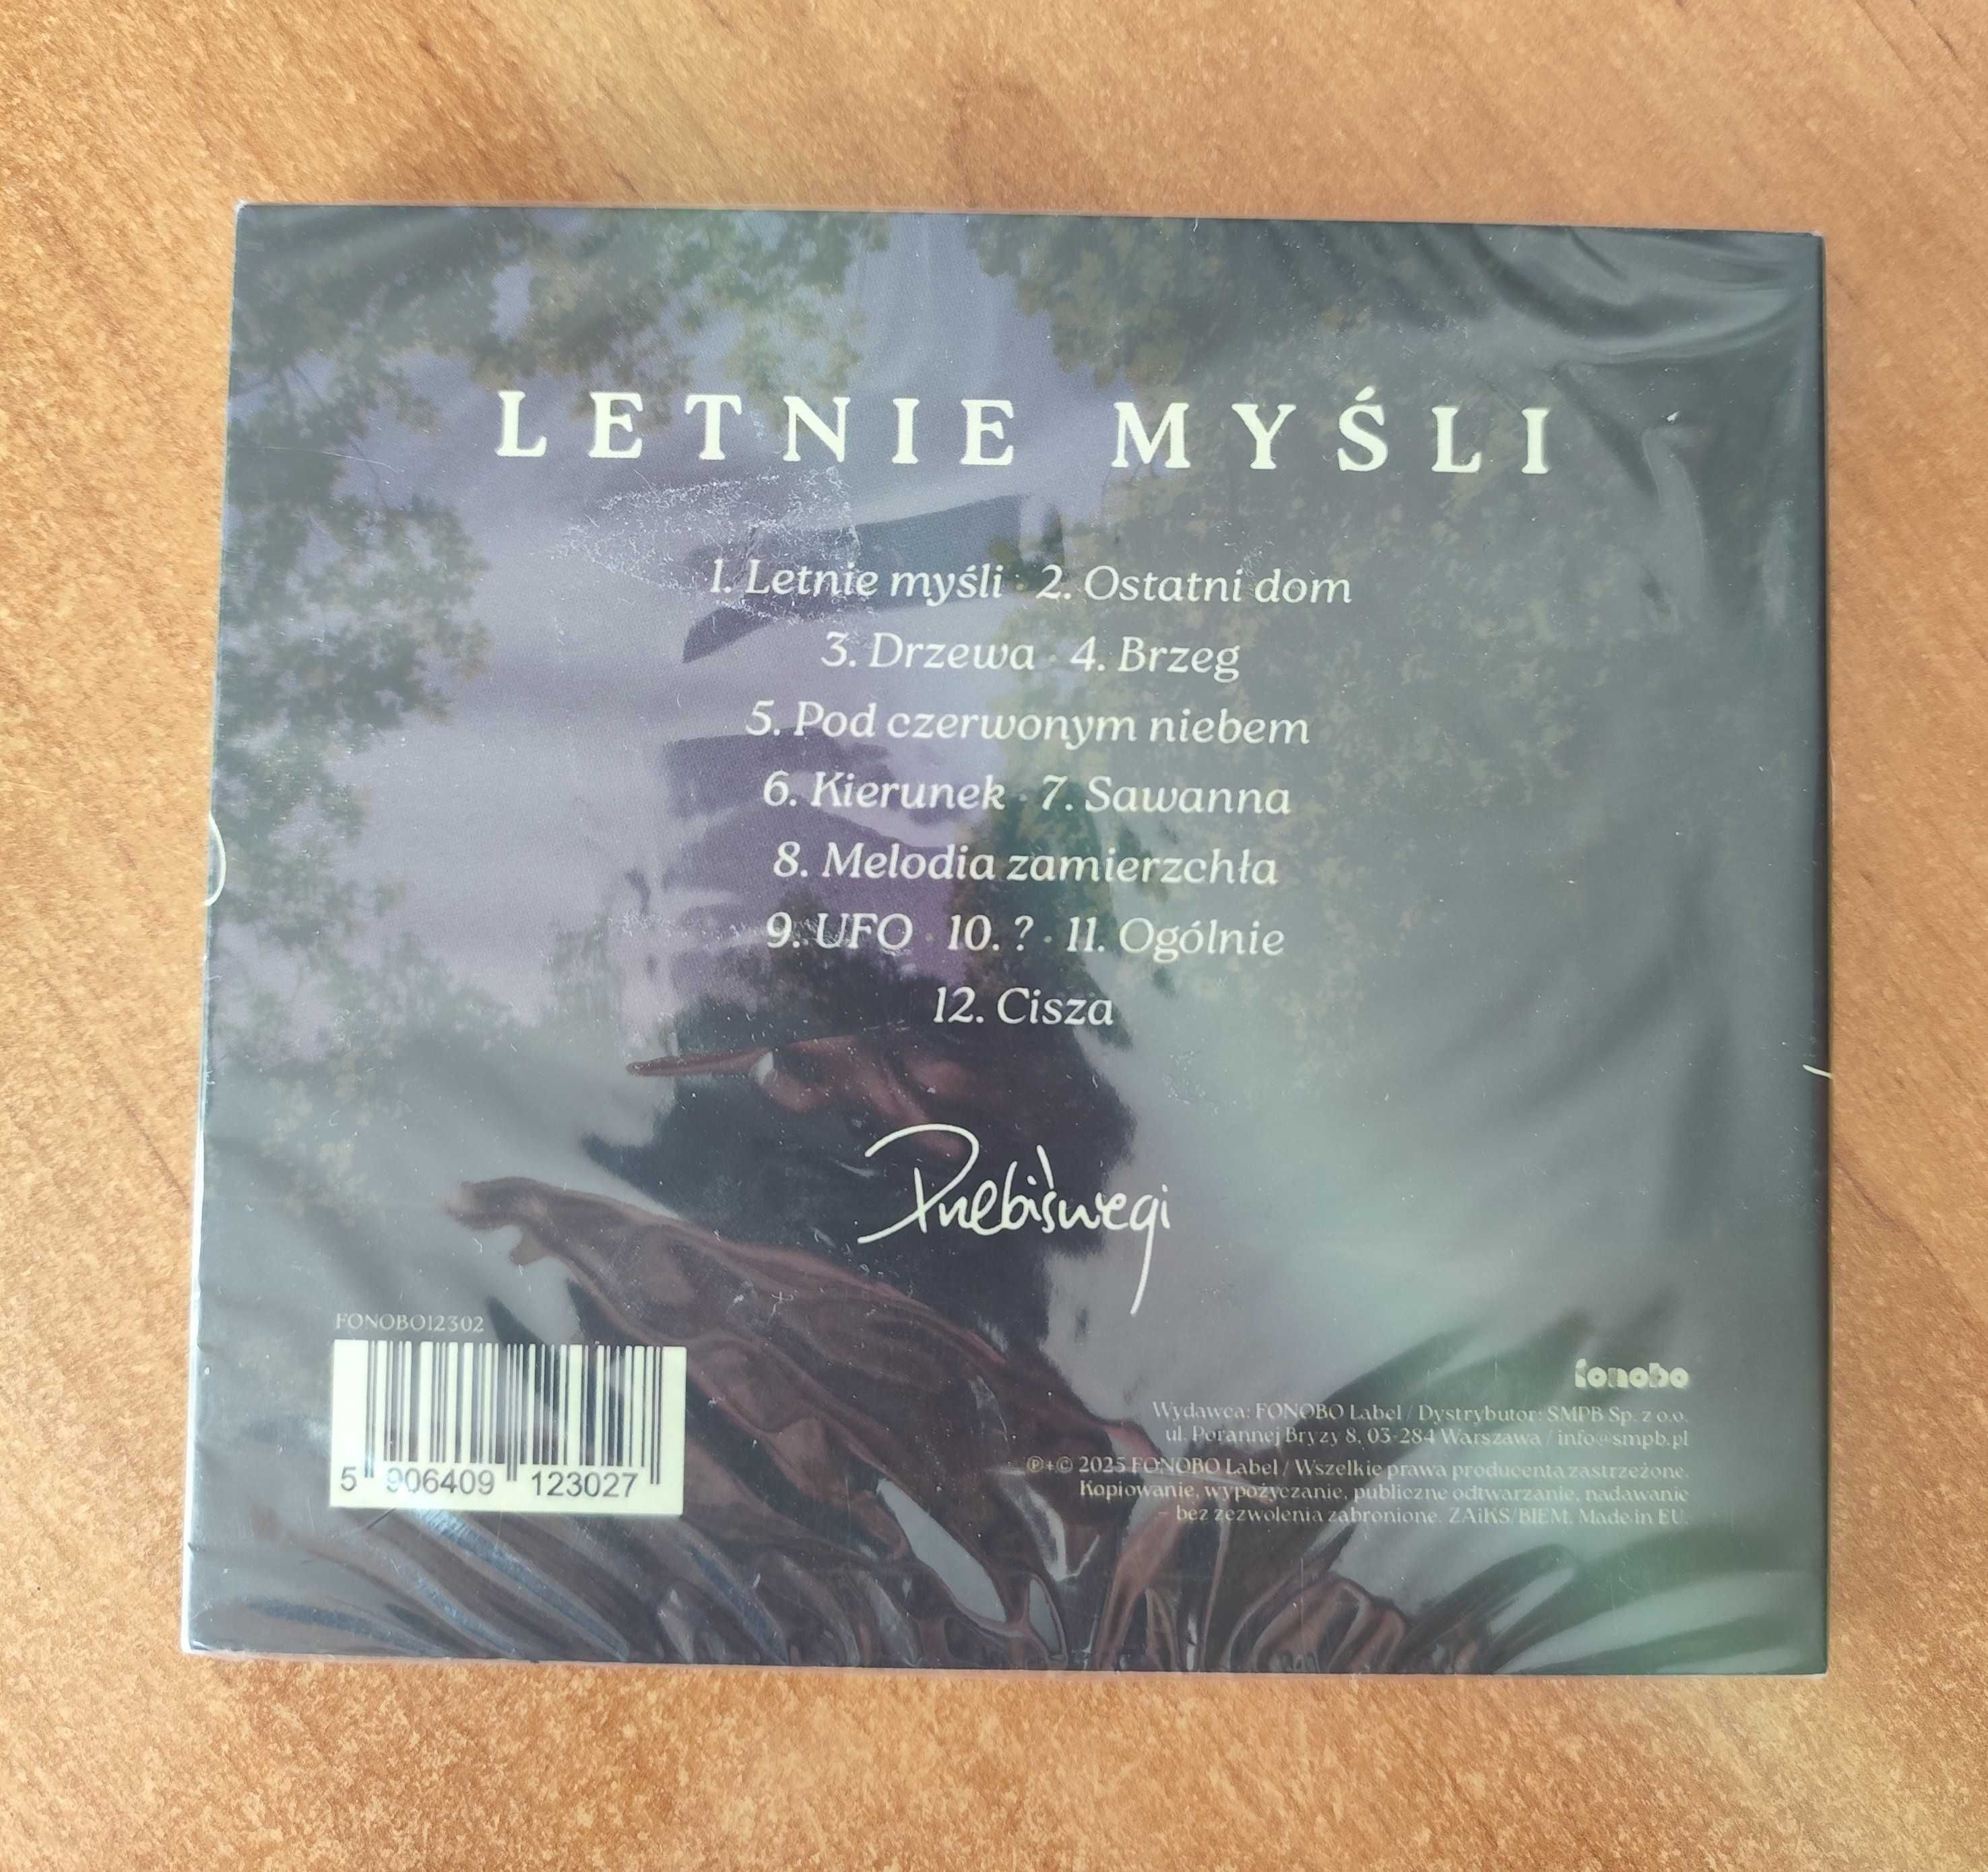 LETNIE MYŚLI
1. Letnie myśli · 2. Ostatni dom
3. Drzewa · 4. Brzeg
5. Pod czerwonym niebem
6. Kierunek · 7. Sawanna
8. Melodia zamierzchła
9. UFO · 10. ? · 11. Ogólnie
12. Cisza
Przebiśniegi
FONOBO12302
5 906409 123027
fonobo
Wydawca: FONOBO Label / Dystrybutor: SMPB Sp. z o.o.
ul. Porannej Bryzy 8, 03-284 Warszawa / info@smpb.pl
℗+© 2025 FONOBO Label / Wszelkie prawa producenta zastrzeżone.
Kopiowanie, wypożyczanie, publiczne odtwarzanie, nadawanie
– bez zezwolenia zabronione. ZAiKS/BIEM, Made in EU.